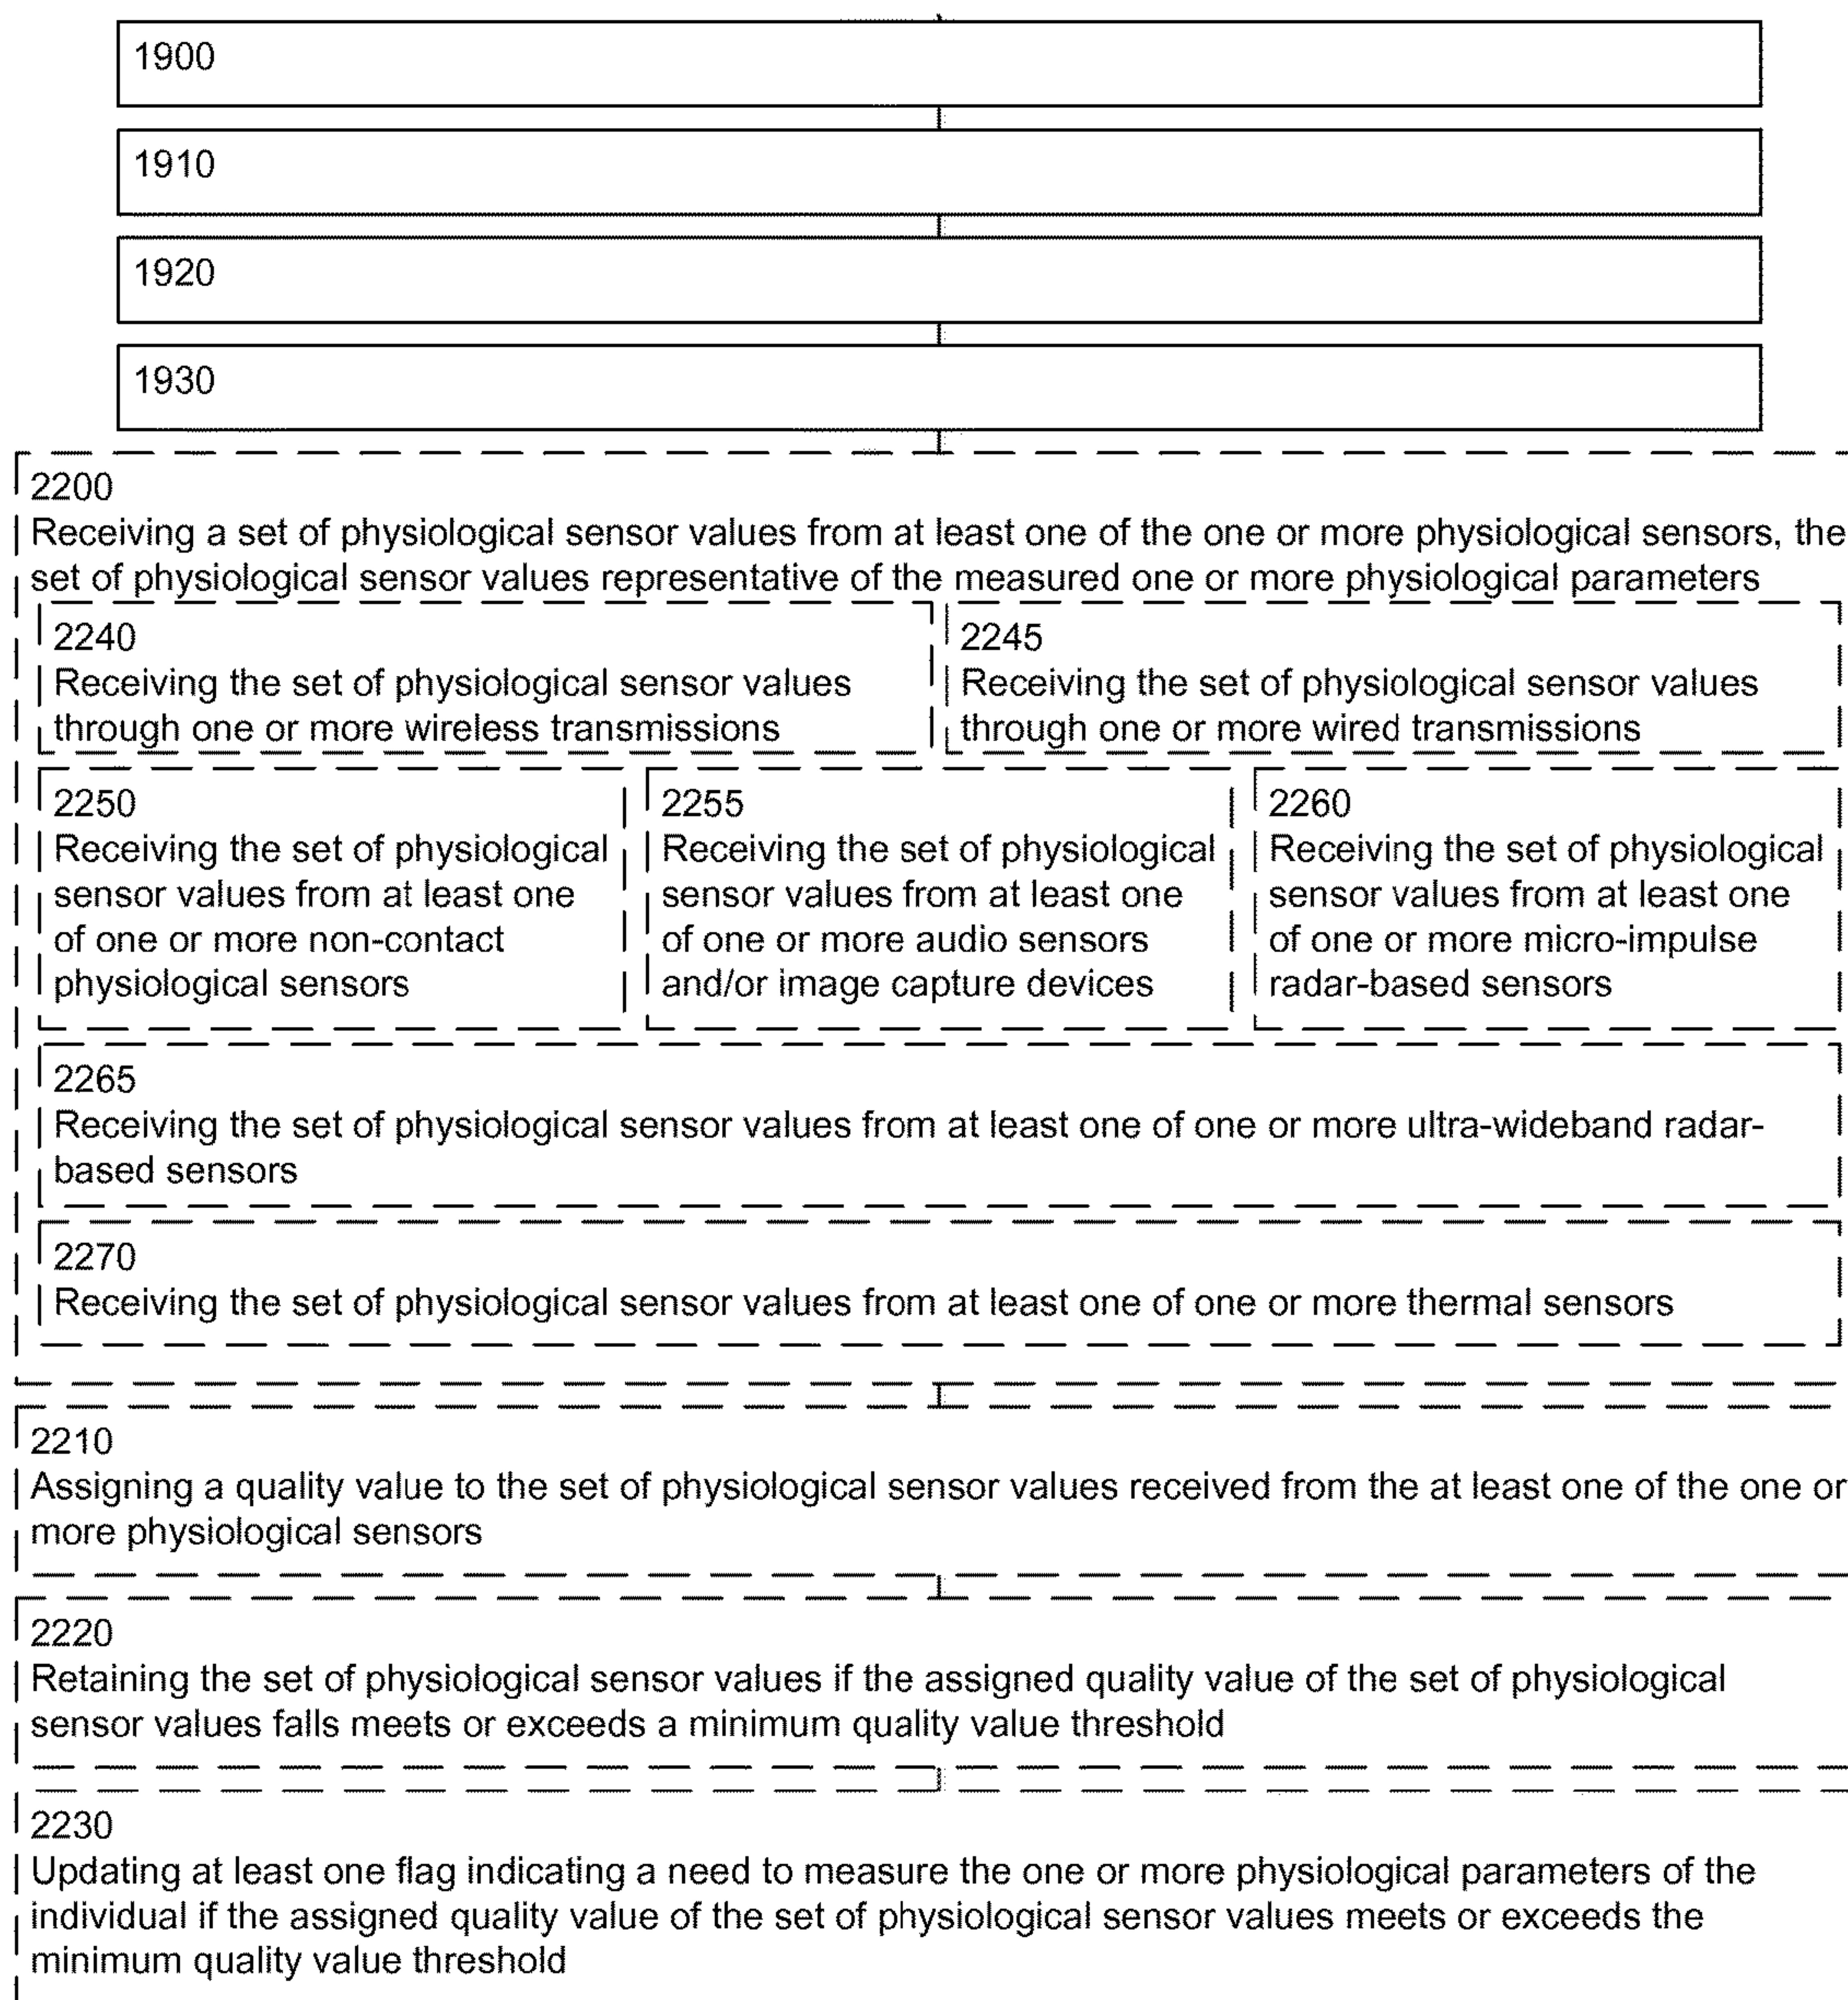 1900
1910
1920
1930
2200
Receiving a set of physiological sensor values from at least one of the one or more physiological sensors, the
set of physiological sensor values representative of the measured one or more physiological parameters
2240
Receiving the set of physiological sensor values
through one or more wireless transmissions
2245
Receiving the set of physiological sensor values
through one or more wired transmissions
2250
Receiving the set of physiological
sensor values from at least one
of one or more non-contact
physiological sensors
2255
Receiving the set of physiological
sensor values from at least one
of one or more audio sensors
and/or image capture devices
2260
Receiving the set of physiological
sensor values from at least one
of one or more micro-impulse
radar-based sensors
2265
Receiving the set of physiological sensor values from at least one of one or more ultra-wideband radar-
based sensors
2270
Receiving the set of physiological sensor values from at least one of one or more thermal sensors
2210
Assigning a quality value to the set of physiological sensor values received from the at least one of the one or
more physiological sensors
2220
Retaining the set of physiological sensor values if the assigned quality value of the set of physiological
sensor values falls meets or exceeds a minimum quality value threshold
2230
Updating at least one flag indicating a need to measure the one or more physiological parameters of the
individual if the assigned quality value of the set of physiological sensor values meets or exceeds the
minimum quality value threshold